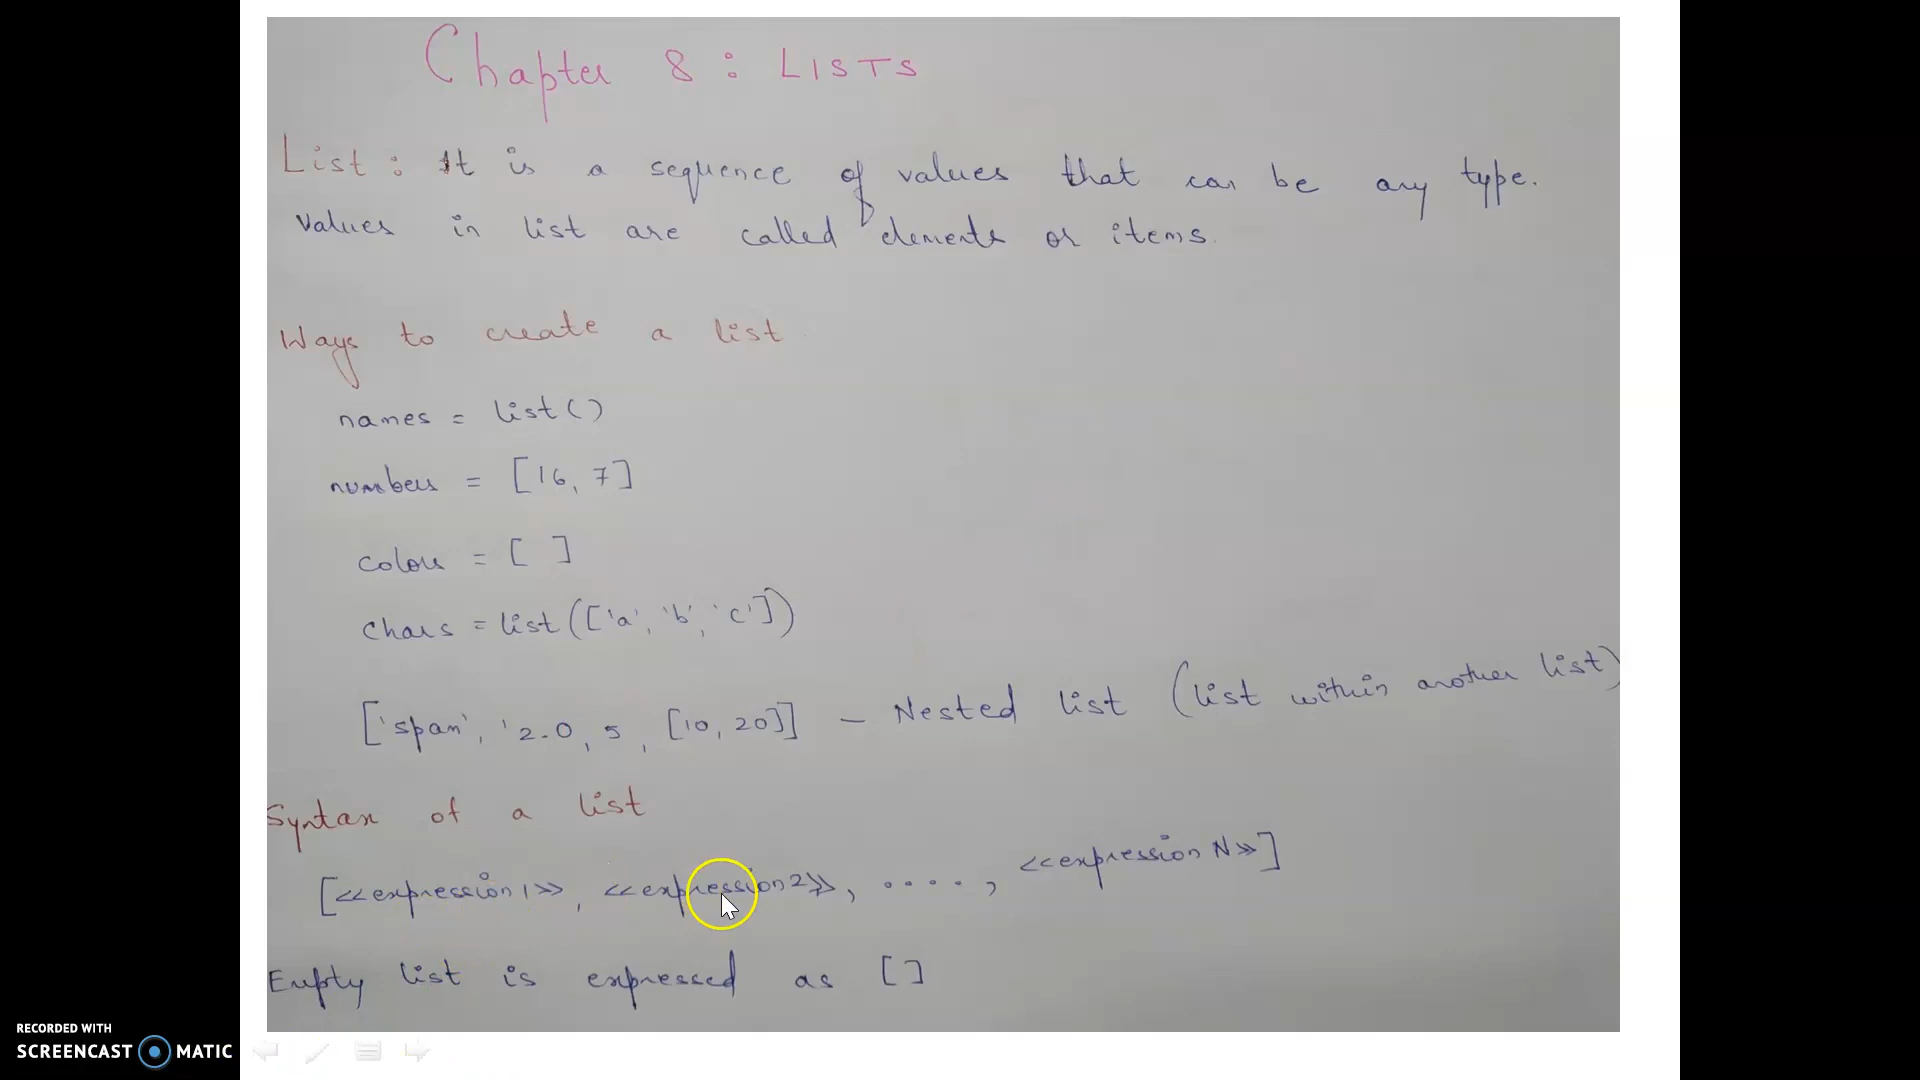 Chapter 8 : LISTS
List : It is a sequence of values that can be any type.
Values in list are called elements or items.
Ways to create a list
names = list()
numbers = [16, 7]
colors = [ ]
chars = list(['a', 'b', 'c'])
['span', '2.0, 5, [10, 20]] - Nested list (list within another list)
Syntax of a list
[<<expression1>>, <<expression2>>, ...., <<expression N>>]
Empty list is expressed as []
RECORDED WITH
SCREENCAST MATIC